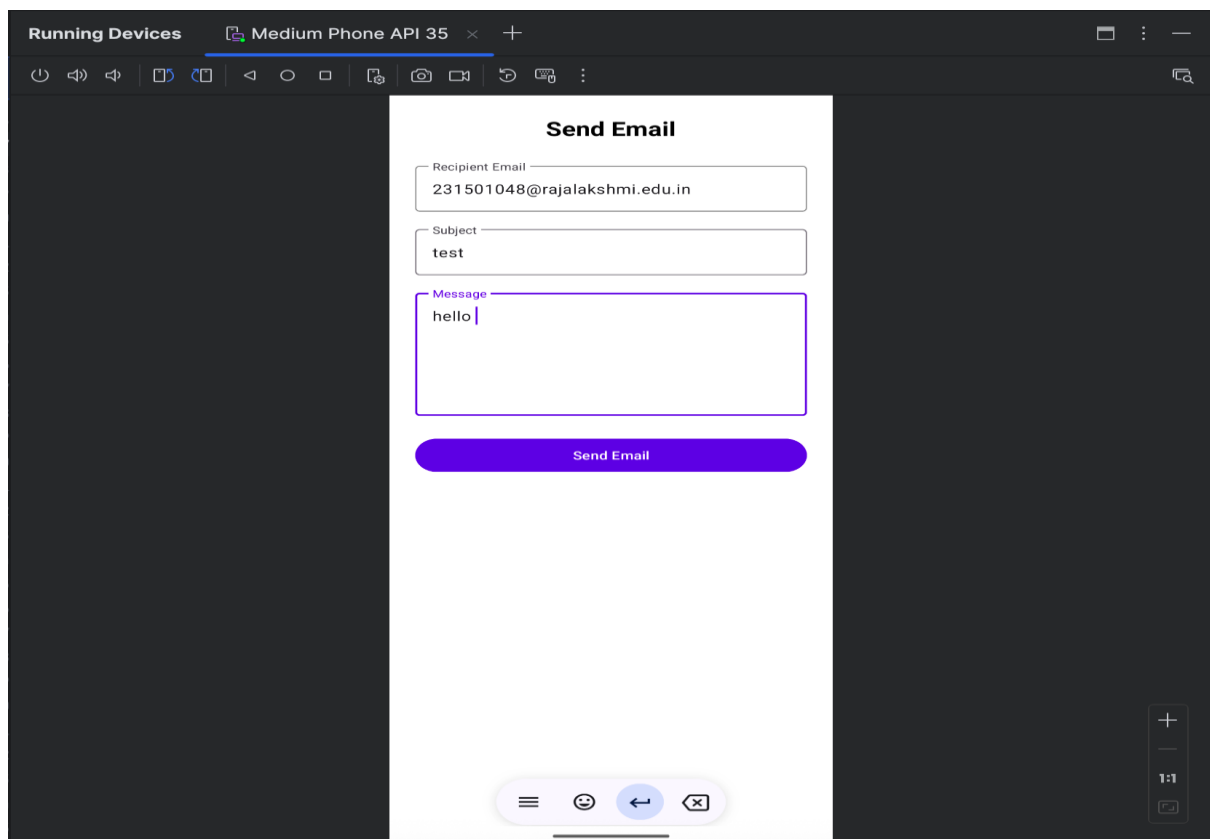 Running Devices Medium Phone API 35
Send Email
Recipient Email
231501048@rajalakshmi.edu.in
Subject
test
Message
hello
Send Email
1:1